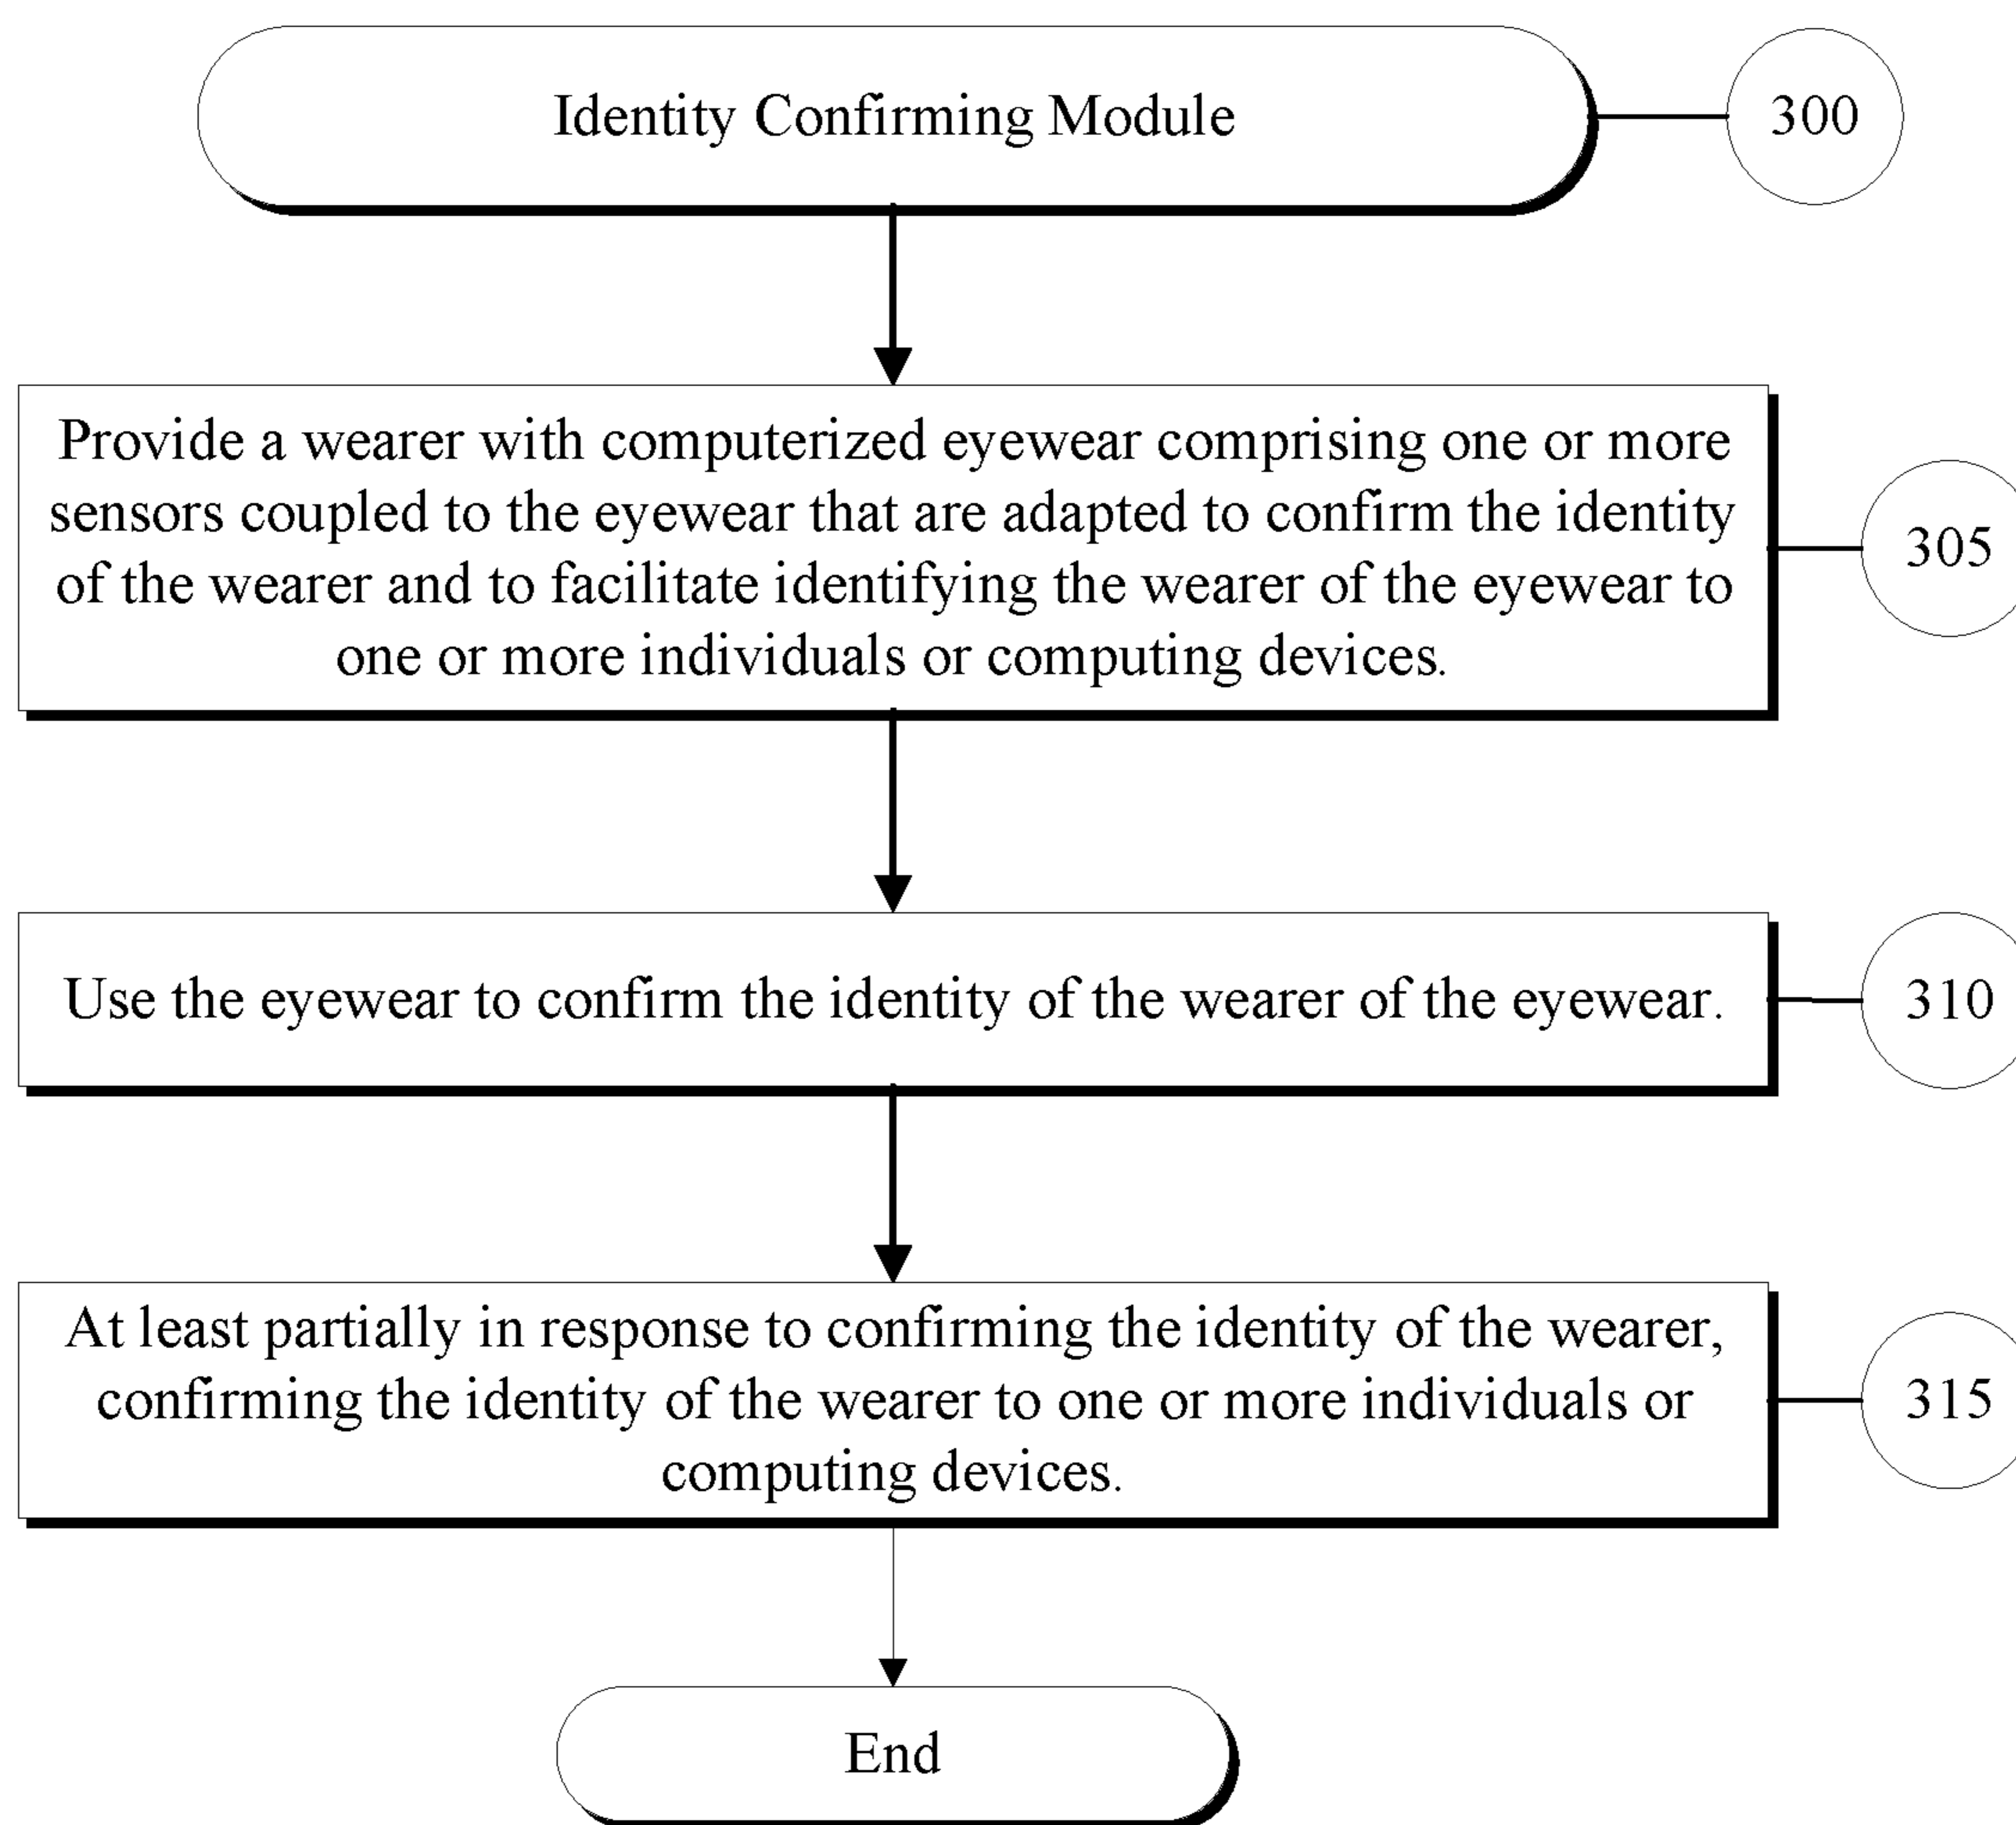 Identity Confirming Module
300
Provide a wearer with computerized eyewear comprising one or more
sensors coupled to the eyewear that are adapted to confirm the identity
of the wearer and to facilitate identifying the wearer of the eyewear to
one or more individuals or computing devices.
305
Use the eyewear to confirm the identity of the wearer of the eyewear.
310
At least partially in response to confirming the identity of the wearer,
confirming the identity of the wearer to one or more individuals or
computing devices.
315
End